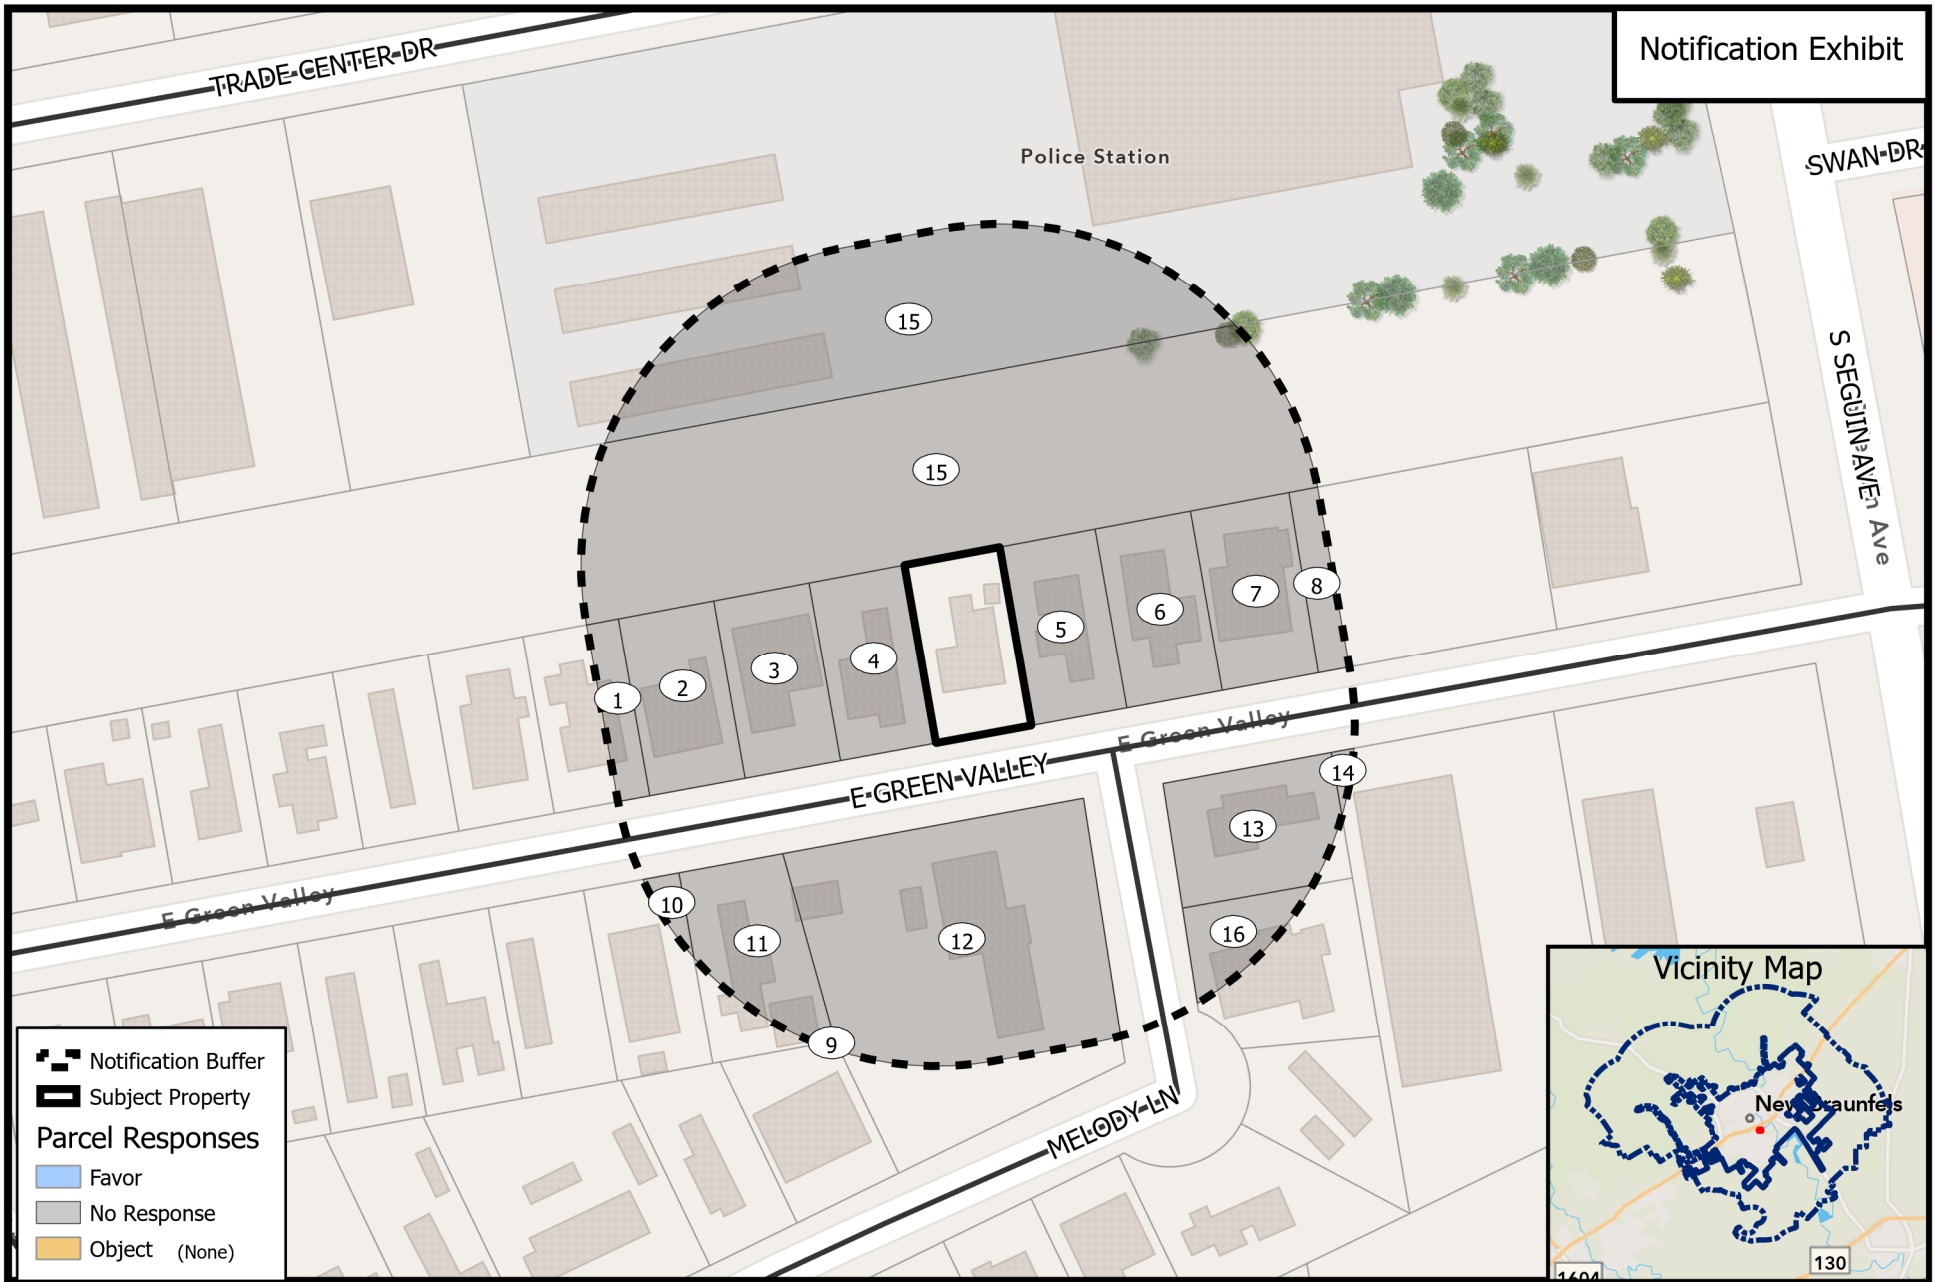 Notification Exhibit
TRADE CENTER DR
Police Station
SWAN DR
S SEGUIN AVE
n Ave
15
15
1
2
3
4
5
6
7
8
E Green Valley
E GREEN VALLEY
E Green Valley
14
13
10
11
12
16
9
MELODY LN
Notification Buffer
Subject Property
Parcel Responses
Favor
No Response
Object (None)
Vicinity Map
New Braunfels
130
1604